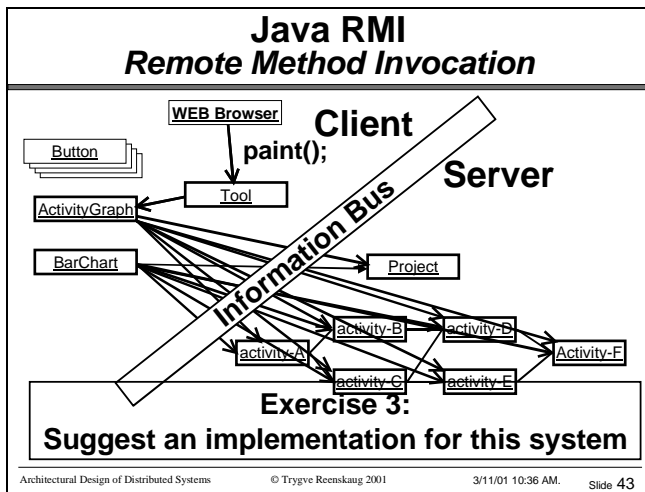 Java RMI
Remote Method Invocation
WEB Browser
Client
Button
paint();
Server
Tool
ActivityGraph
Information Bus
BarChart
Project
activity-B
activity-D
activity-A
Activity-F
activity-C
activity-E
Exercise 3:
Suggest an implementation for this system
Architectural Design of Distributed Systems © Trygve Reenskaug 2001 3/11/01 10:36 AM. Slide 43